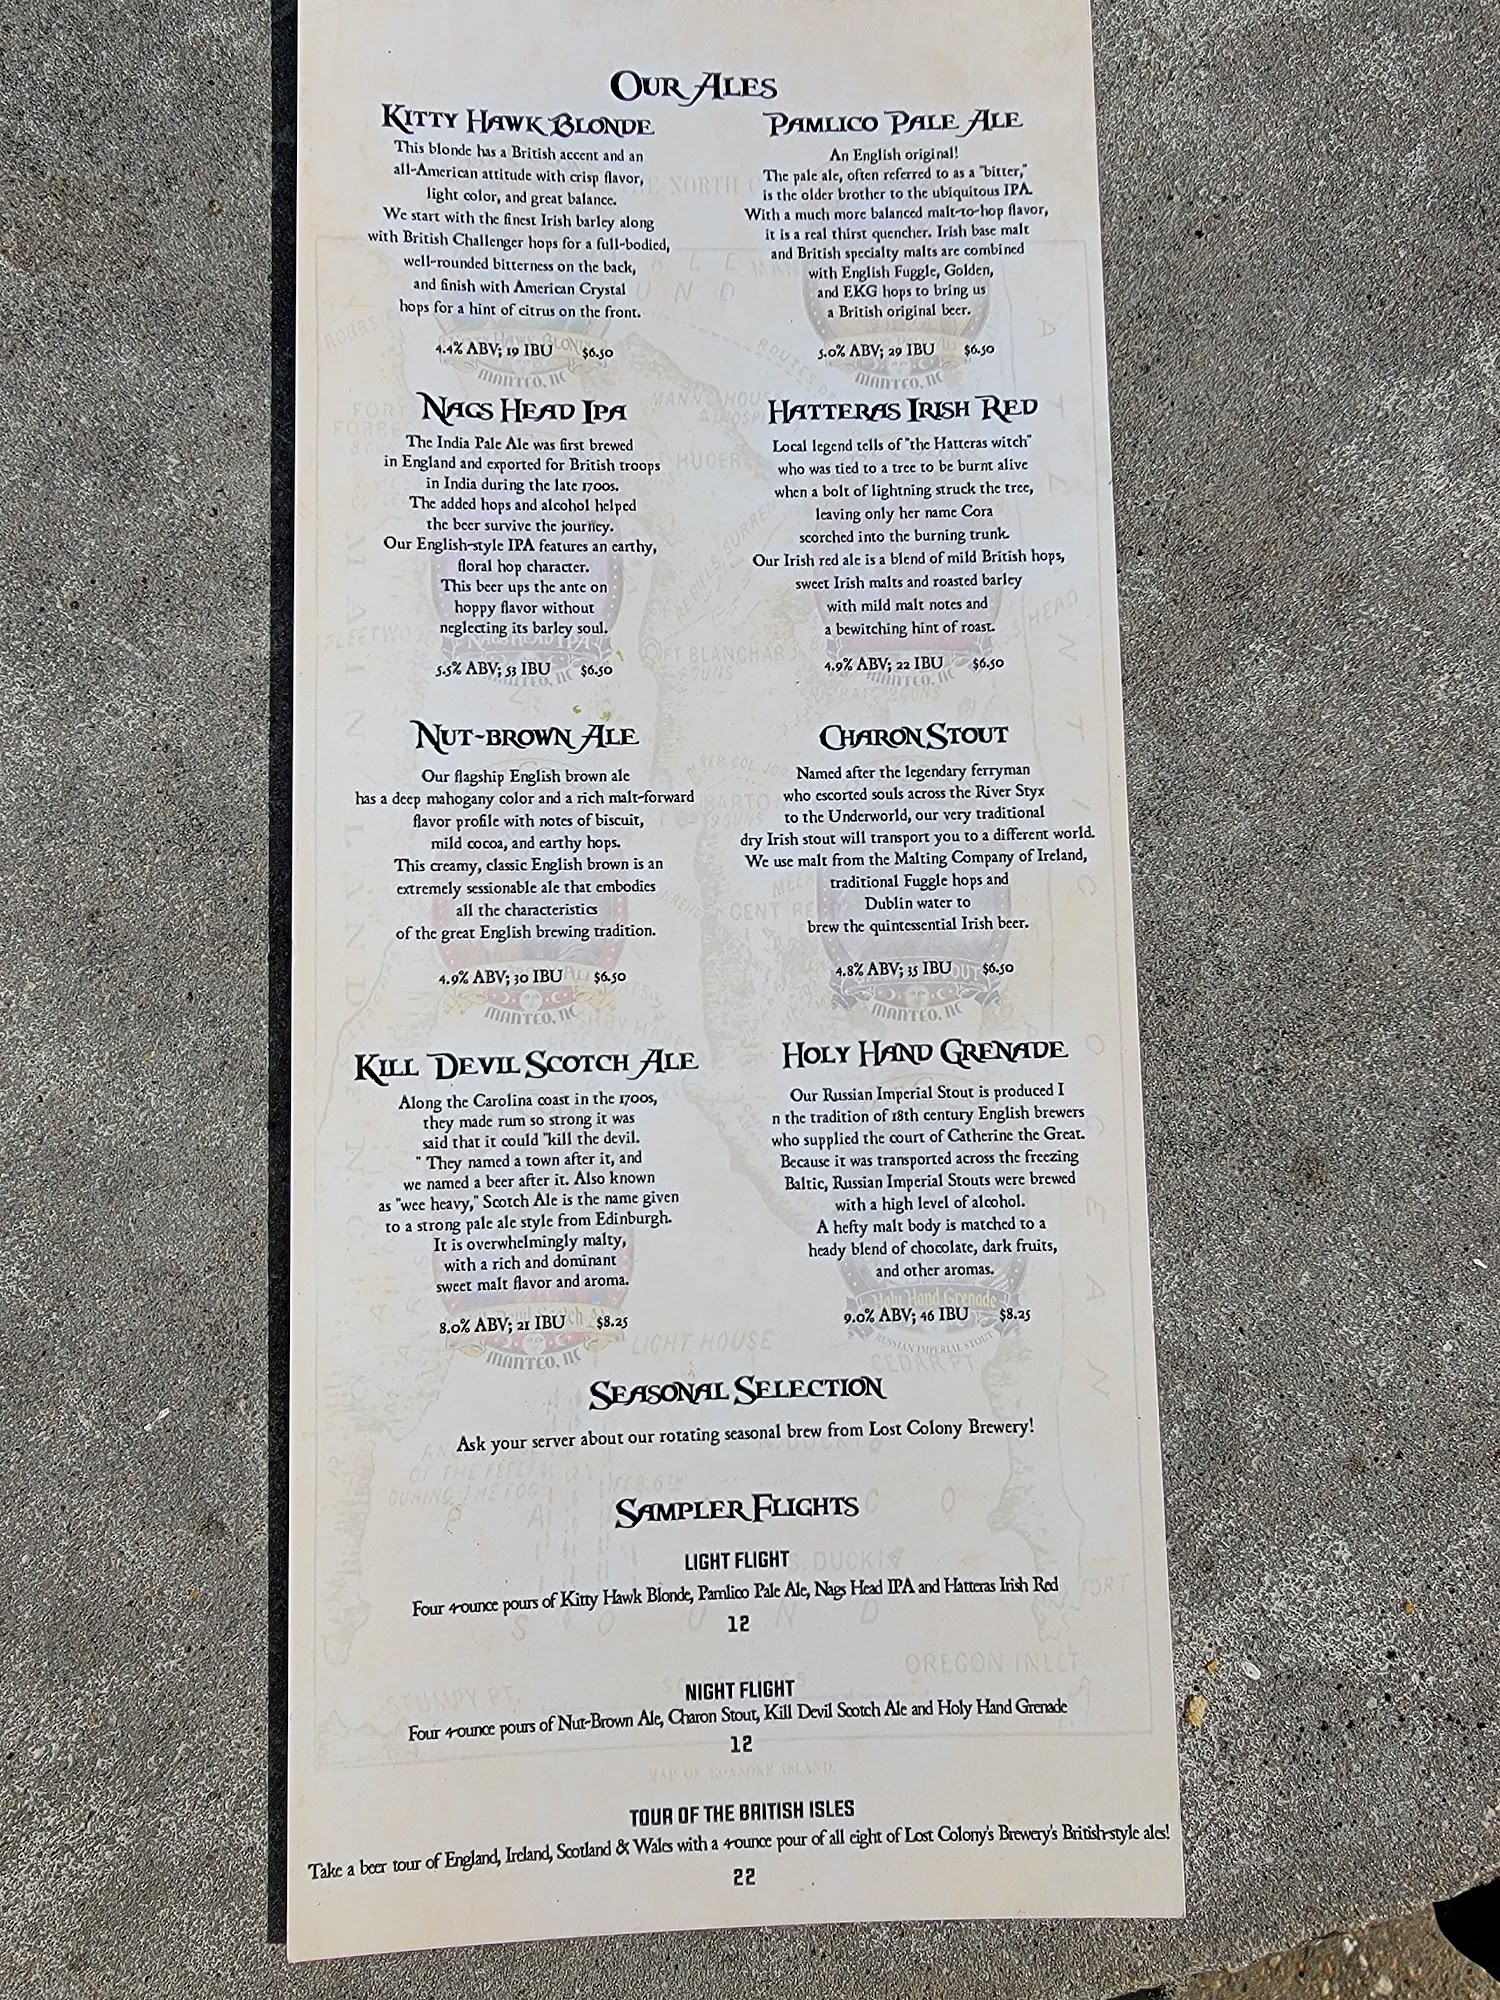 Our Ales
Kitty Hawk Blonde
This blonde has a British accent and an
all-American attitude with crisp flavor,
light color, and great balance.
We start with the finest Irish barley along
with British Challenger hops for a full-bodied,
well-rounded bitterness on the back,
and finish with American Crystal
hops for a hint of citrus on the front.
4.4% ABV; 19 IBU $6.50
MANTEO, NC
Pamlico Pale Ale
An English original!
The pale ale, often referred to as a "bitter,"
is the older brother to the ubiquitous IPA.
With a much more balanced malt-to-hop flavor,
it is a real thirst quencher. Irish base malt
and British specialty malts are combined
with English Fuggle, Golden,
and EKG hops to bring us
a British original beer.
5.0% ABV; 29 IBU $6.50
MANTEO, NC
Nags Head Ipa
The India Pale Ale was first brewed
in England and exported for British troops
in India during the late 1700s.
The added hops and alcohol helped
the beer survive the journey.
Our English-style IPA features an earthy,
floral hop character.
This beer ups the ante on
hoppy flavor without
neglecting its barley soul.
5.5% ABV; 53 IBU $6.50
Hatteras Irish Red
Local legend tells of "the Hatteras witch"
who was tied to a tree to be burnt alive
when a bolt of lightning struck the tree,
leaving only her name Cora
scorched into the burning trunk.
Our Irish red ale is a blend of mild British hops,
sweet Irish malts and roasted barley
with mild malt notes and
a bewitching hint of roast.
4.9% ABV; 22 IBU $6.50
Nut-brown Ale
Our flagship English brown ale
has a deep mahogany color and a rich malt-forward
flavor profile with notes of biscuit,
mild cocoa, and earthy hops.
This creamy, classic English brown is an
extremely sessionable ale that embodies
all the characteristics
of the great English brewing tradition.
4.9% ABV; 30 IBU $6.50
MANTEO, NC
Charon Stout
Named after the legendary ferryman
who escorted souls across the River Styx
to the Underworld, our very traditional
dry Irish stout will transport you to a different world.
We use malt from the Malting Company of Ireland,
traditional Fuggle hops and
Dublin water to
brew the quintessential Irish beer.
4.8% ABV; 35 IBU $6.50
MANTEO, NC
Kill Devil Scotch Ale
Along the Carolina coast in the 1700s,
they made rum so strong it was
said that it could "kill the devil.
" They named a town after it, and
we named a beer after it. Also known
as "wee heavy," Scotch Ale is the name given
to a strong pale ale style from Edinburgh.
It is overwhelmingly malty,
with a rich and dominant
sweet malt flavor and aroma.
8.0% ABV; 21 IBU $8.25
MANTEO, NC
Holy Hand Grenade
Our Russian Imperial Stout is produced I
n the tradition of 18th century English brewers
who supplied the court of Catherine the Great.
Because it was transported across the freezing
Baltic, Russian Imperial Stouts were brewed
with a high level of alcohol.
A hefty malt body is matched to a
heady blend of chocolate, dark fruits,
and other aromas.
Holy Hand Grenade
9.0% ABV; 46 IBU $8.25
RUSSIAN IMPERIAL STOUT
LIGHT HOUSE
CEDAR PT
Seasonal Selection
Ask your server about our rotating seasonal brew from Lost Colony Brewery!
Sampler Flights
LIGHT FLIGHT
Four 4-ounce pours of Kitty Hawk Blonde, Pamlico Pale Ale, Nags Head IPA and Hatteras Irish Red
12
OREGON INLET
STUMPY PT.
NIGHT FLIGHT
Four 4-ounce pours of Nut-Brown Ale, Charon Stout, Kill Devil Scotch Ale and Holy Hand Grenade
12
MAP OF ROANOKE ISLAND.
TOUR OF THE BRITISH ISLES
Take a beer tour of England, Ireland, Scotland & Wales with a 4-ounce pour of all eight of Lost Colony's Brewery's British-style ales!
22